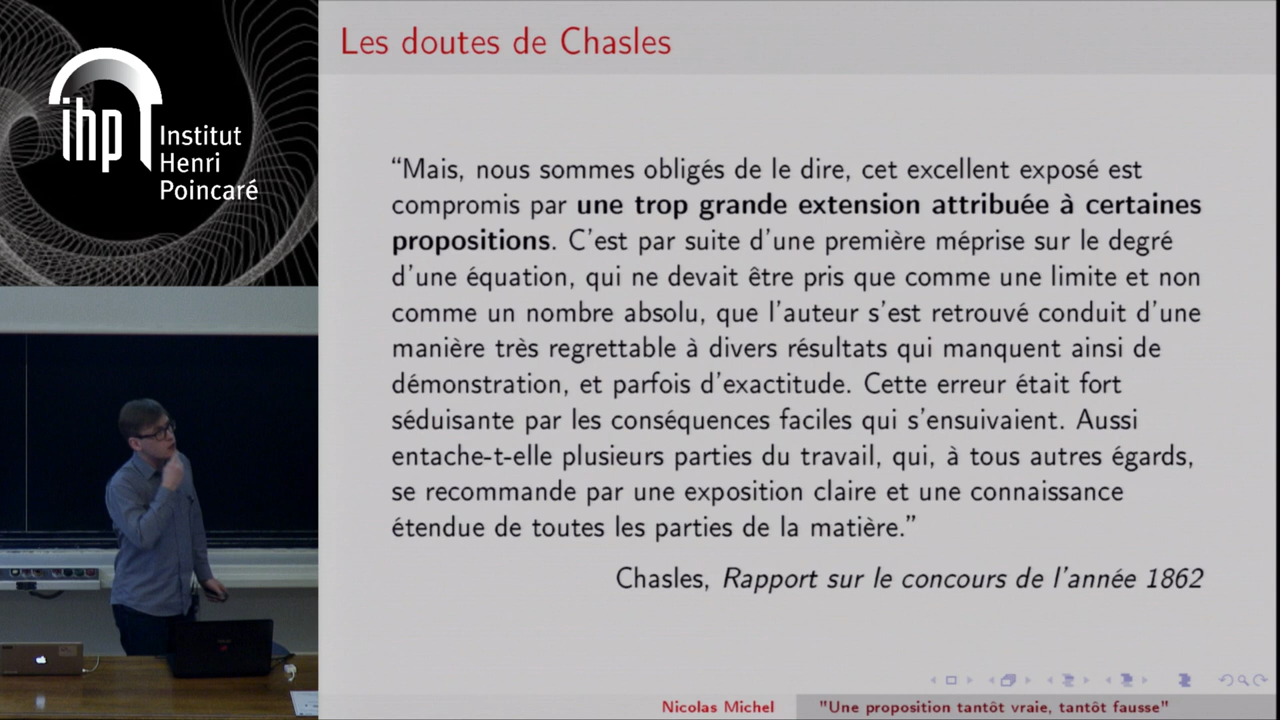 ihp Institut
Henri
Poincaré
Les doutes de Chasles
“Mais, nous sommes obligés de le dire, cet excellent exposé est
compromis par une trop grande extension attribuée à certaines
propositions. C'est par suite d'une première méprise sur le degré
d'une équation, qui ne devait être pris que comme une limite et non
comme un nombre absolu, que l'auteur s'est retrouvé conduit d'une
manière très regrettable à divers résultats qui manquent ainsi de
démonstration, et parfois d'exactitude. Cette erreur était fort
séduisante par les conséquences faciles qui s'ensuivaient. Aussi
entache-t-elle plusieurs parties du travail, qui, à tous autres égards,
se recommande par une exposition claire et une connaissance
étendue de toutes les parties de la matière.”
Chasles, Rapport sur le concours de l'année 1862
Nicolas Michel
"Une proposition tantôt vraie, tantôt fausse"